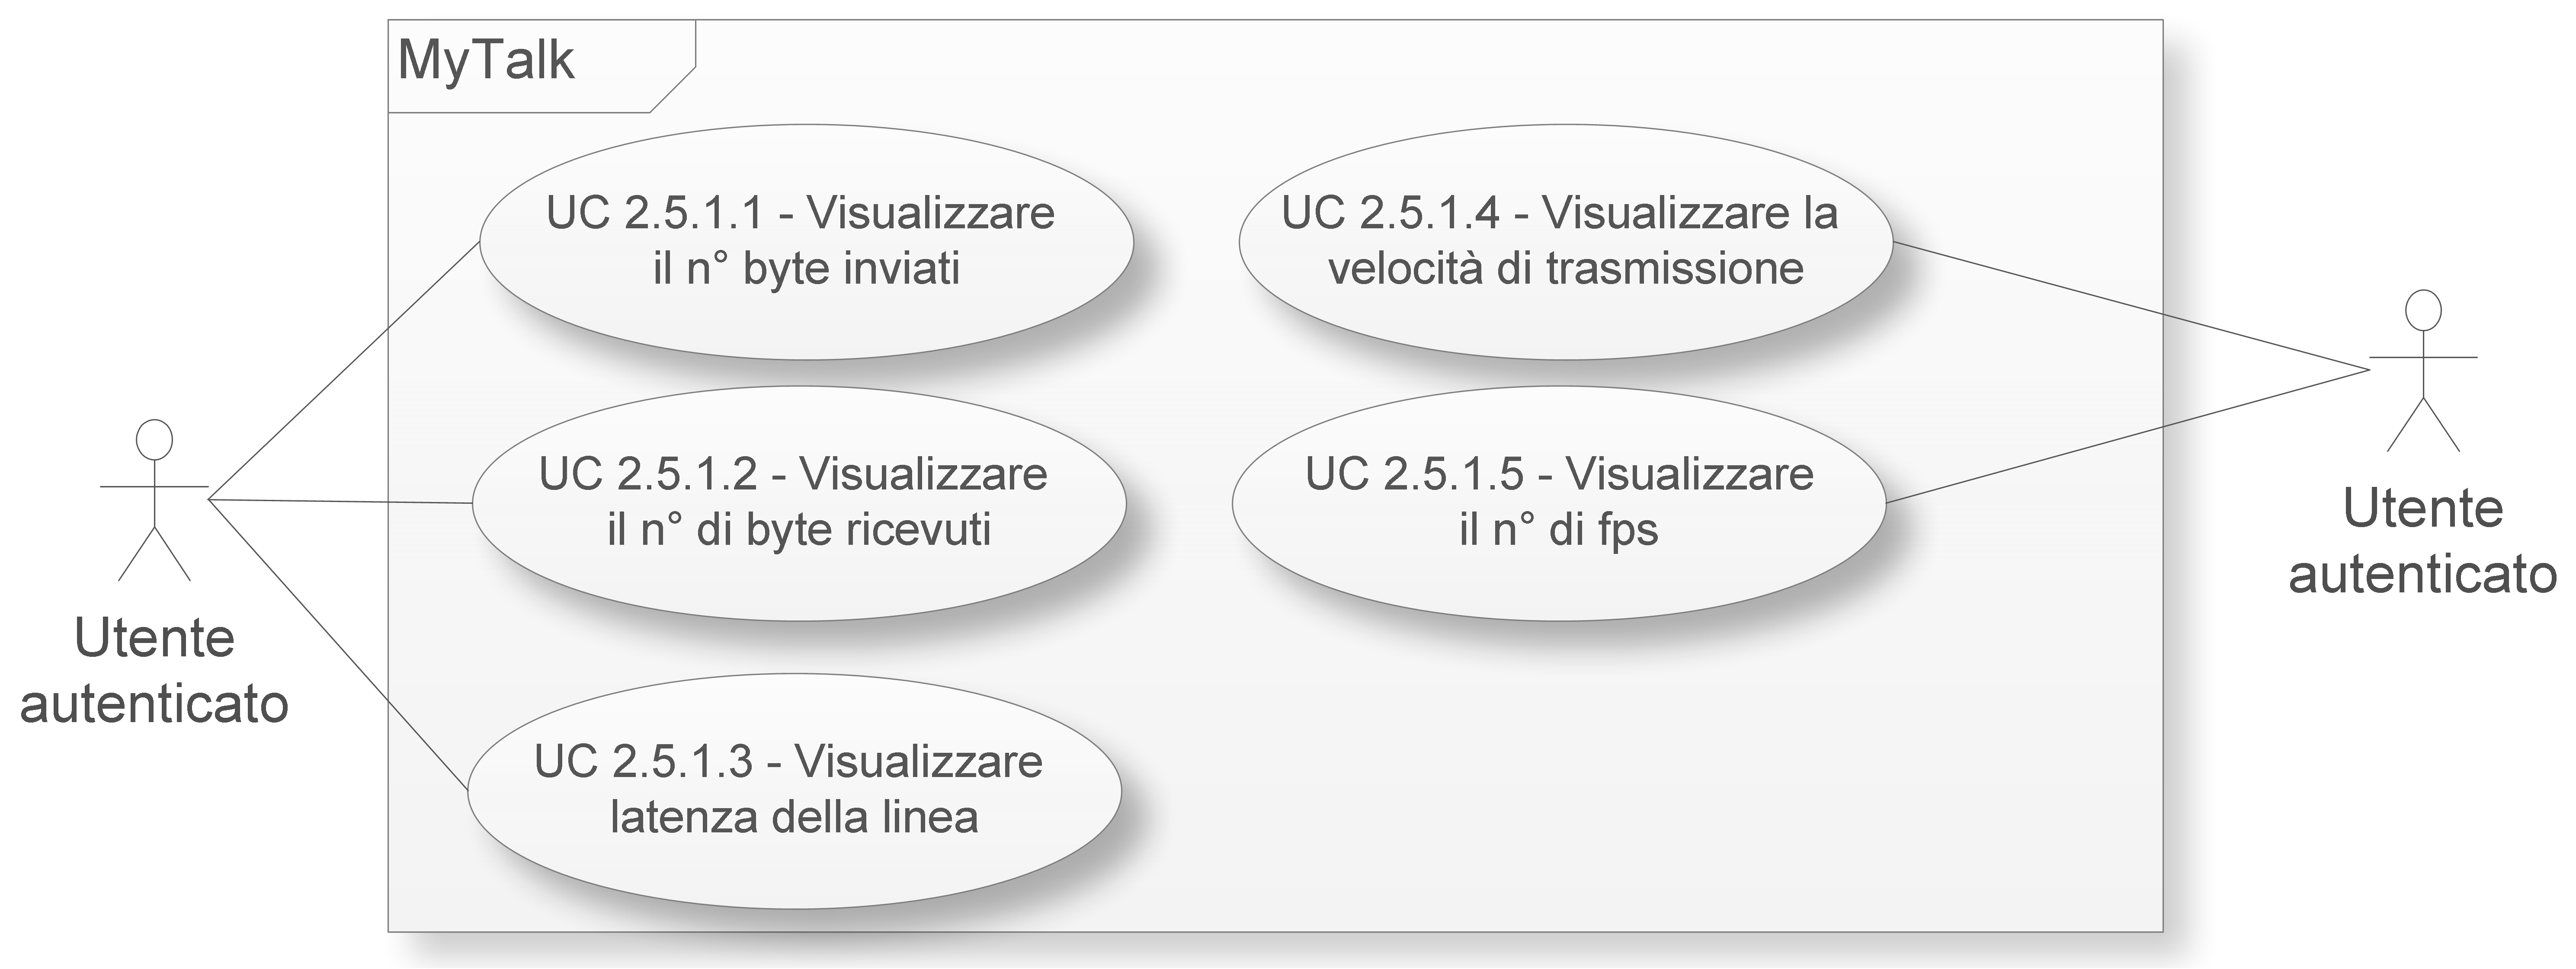 MyTalk
UC 2.5.1.1 - Visualizzare
il n° byte inviati
UC 2.5.1.4 - Visualizzare la
velocità di trasmissione
UC 2.5.1.2 - Visualizzare
il n° di byte ricevuti
UC 2.5.1.5 - Visualizzare
il n° di fps
UC 2.5.1.3 - Visualizzare
latenza della linea
Utente
autenticato
Utente
autenticato